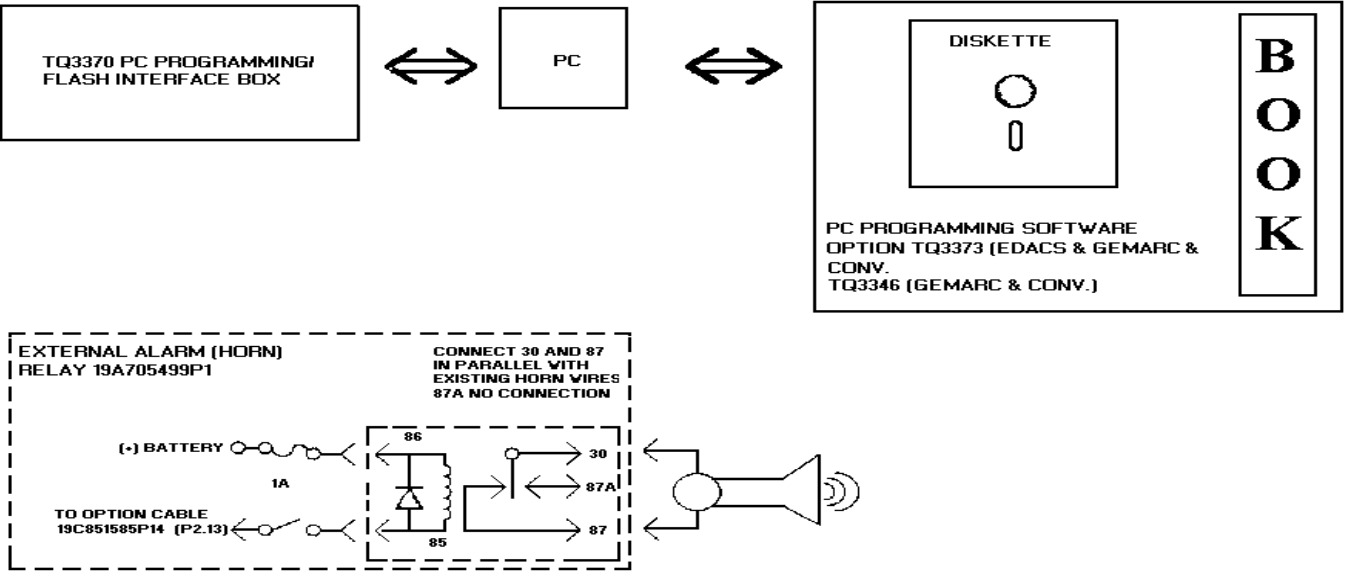 TQ3370 PC PROGRAMMING/
FLASH INTERFACE BOX
PC
DISKETTE
BOOK
PC PROGRAMMING SOFTWARE
OPTION TQ3373 (EDACS & GEMARC &
CONV.
TQ3346 (GEMARC & CONV.)
EXTERNAL ALARM (HORN)
RELAY 19A705499P1
CONNECT 30 AND 87
IN PARALLEL WITH
EXISTING HORN WIRES
87A NO CONNECTION
(+) BATTERY
1A
TO OPTION CABLE
19C851585P14 (P2.13)
86
85
30
87A
87